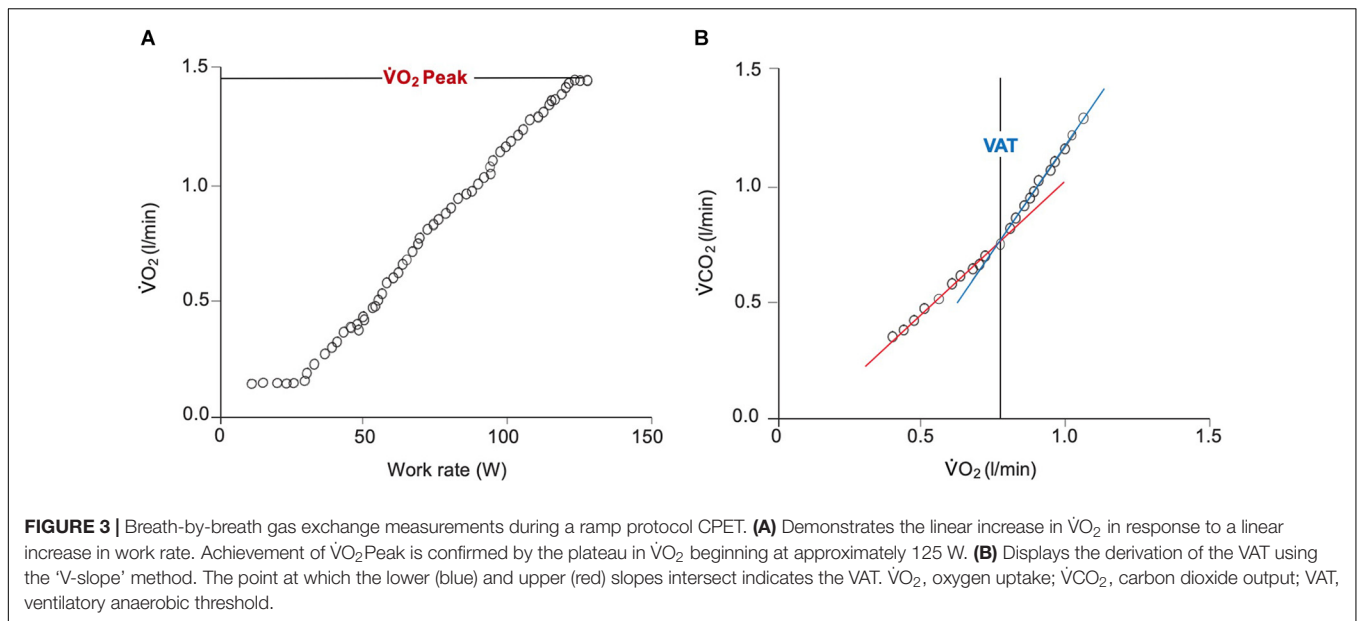 A
B
1.5
1.0
0.5
0.0
V̇O₂ Peak
V̇O₂ (l/min)
0
50
100
150
Work rate (W)
1.5
1.0
0.5
0.0
VAT
V̇CO₂ (l/min)
0
0.5
1.0
1.5
V̇O₂ (l/min)
FIGURE 3 | Breath-by-breath gas exchange measurements during a ramp protocol CPET. (A) Demonstrates the linear increase in V̇O₂ in response to a linear
increase in work rate. Achievement of V̇O₂Peak is confirmed by the plateau in V̇O₂ beginning at approximately 125 W. (B) Displays the derivation of the VAT using
the ‘V-slope’ method. The point at which the lower (blue) and upper (red) slopes intersect indicates the VAT. V̇O₂, oxygen uptake; V̇CO₂, carbon dioxide output; VAT,
ventilatory anaerobic threshold.